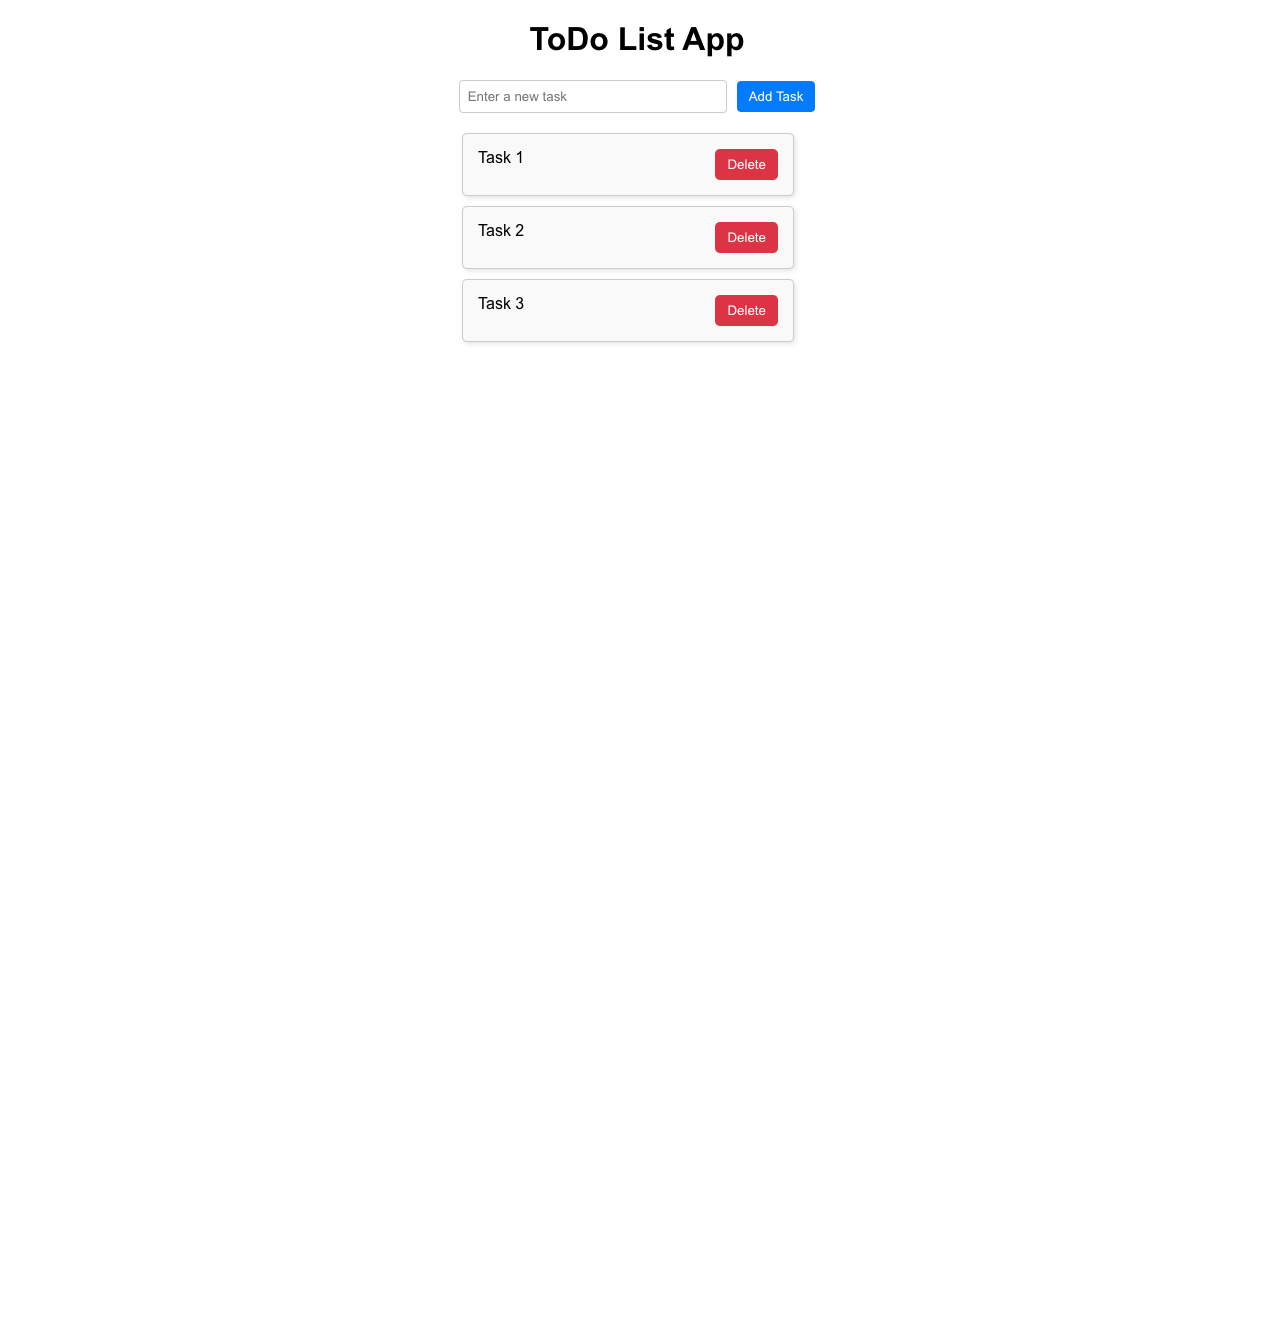 ToDo List App
Enter a new task Add Task
Task 1 Delete
Task 2 Delete
Task 3 Delete